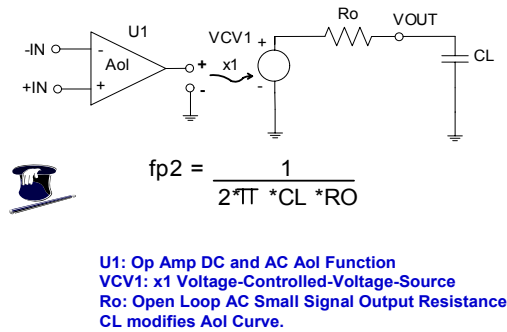 U1
Ro
VOUT
VCV1
+
-IN
-
Aol
+
x1
CL
+IN
+
-
-
fp2 = 1
2*π *CL *RO
U1: Op Amp DC and AC Aol Function
VCV1: x1 Voltage-Controlled-Voltage-Source
Ro: Open Loop AC Small Signal Output Resistance
CL modifies Aol Curve.